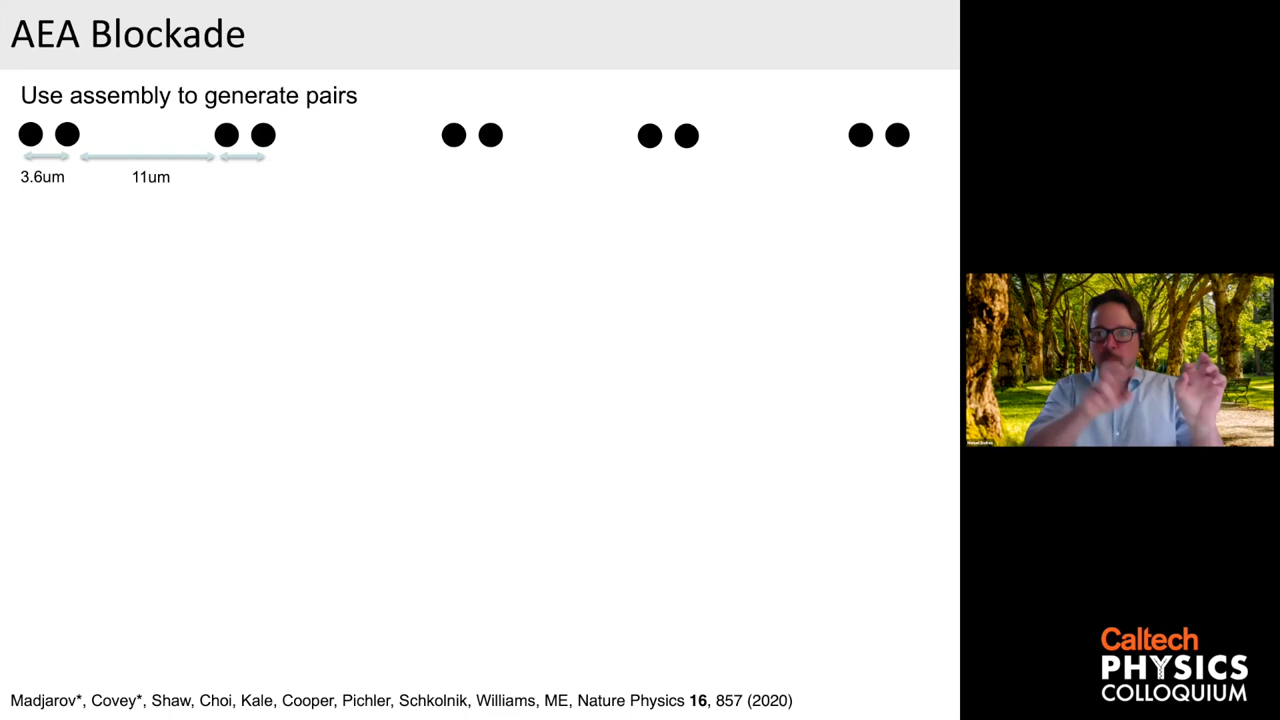 AEA Blockade
Use assembly to generate pairs
3.6um
11um
Madjarov*, Covey*, Shaw, Choi, Kale, Cooper, Pichler, Schkolnik, Williams, ME, Nature Physics 16, 857 (2020)
Caltech
PHYSICS
COLLOQUIUM